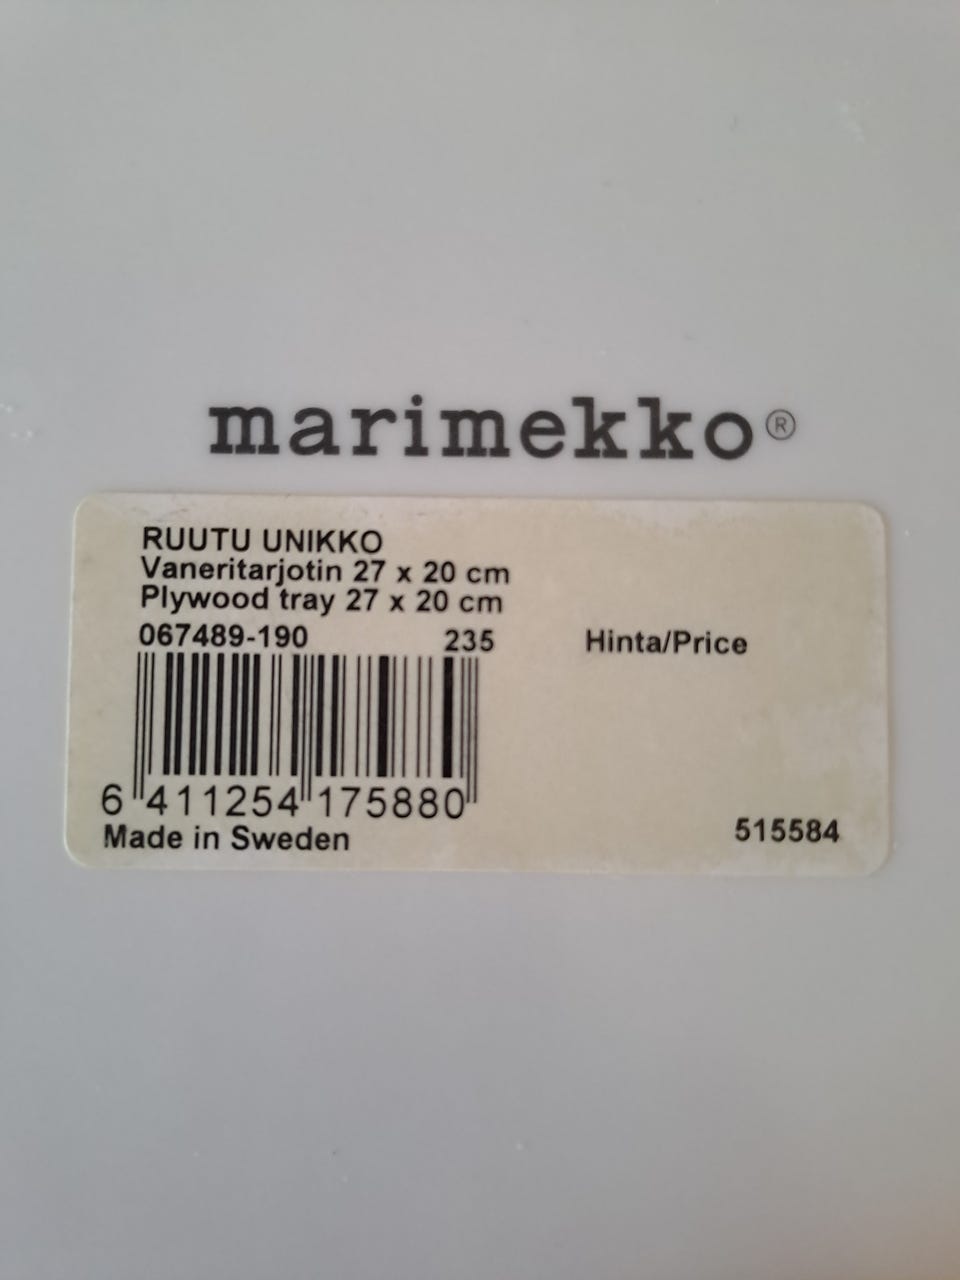 marimekko®
RUUTU UNIKKO
Vaneritarjotin 27 x 20 cm
Plywood tray 27 x 20 cm
067489-190 235 Hinta/Price
6 411254 175880
Made in Sweden 515584